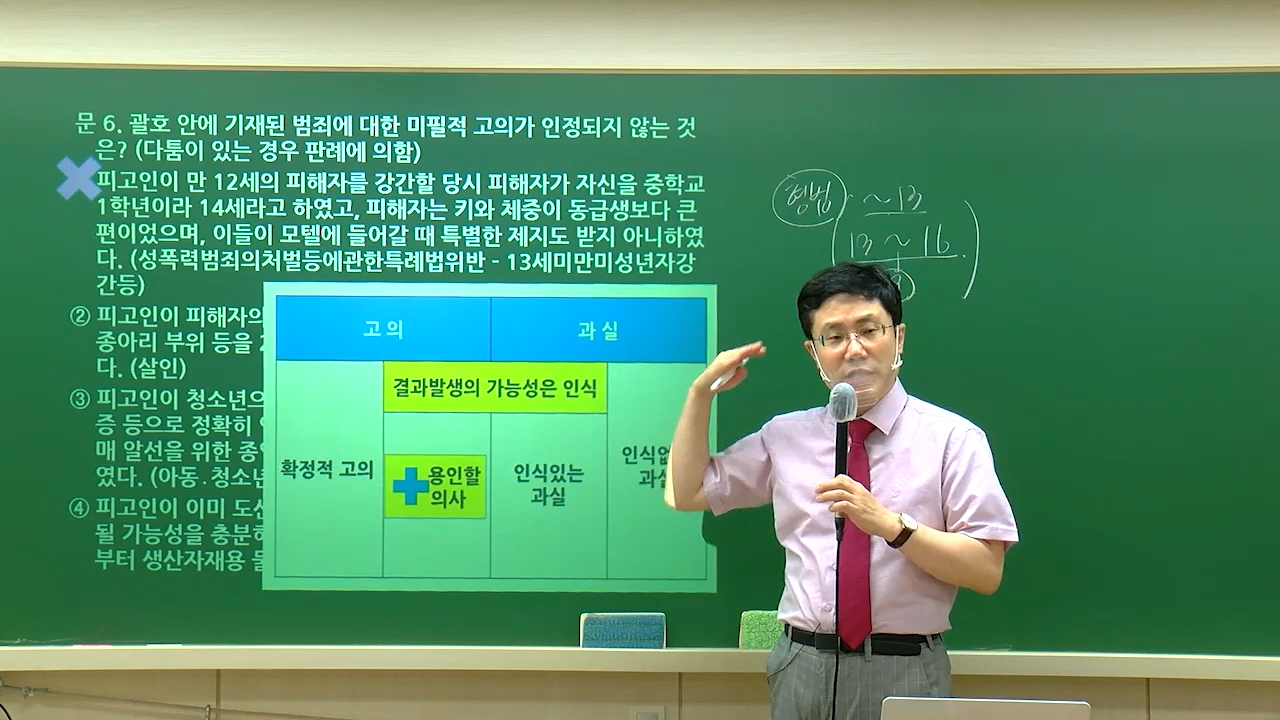 문 6. 괄호 안에 기재된 범죄에 대한 미필적 고의가 인정되지 않는 것
은? (다툼이 있는 경우 판례에 의함)
피고인이 만 12세의 피해자를 강간할 당시 피해자가 자신을 중학교
1학년이라 14세라고 하였고, 피해자는 키와 체중이 동급생보다 큰
편이었으며, 이들이 모텔에 들어갈 때 특별한 제지도 받지 아니하였
다. (성폭력범죄의처벌등에관한특례법위반 - 13세미만미성년자강
간등)
② 피고인이 피해자의
종아리 부위 등을
다. (살인)
③ 피고인이 청소년으
증 등으로 정확히
매 알선을 위한 종업
였다. (아동·청소년
④ 피고인이 이미 도산
될 가능성을 충분히
부터 생산자재용 물
고 의
과 실
결과발생의 가능성은 인식
확정적 고의
용인할
의사
인식있는
과실
인식없
과실
형법 ~13
13 ~ 16